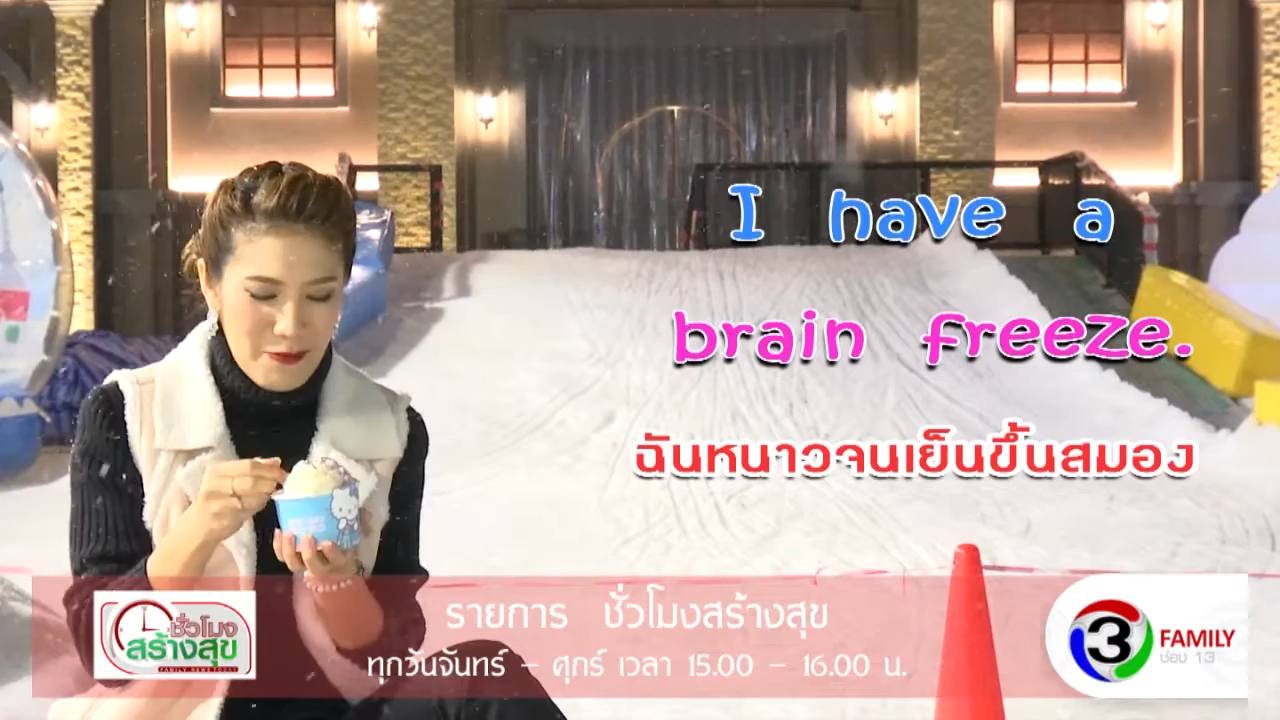 I have a
brain freeze.
ฉันหนาวจนเย็นขึ้นสมอง
รายการ ชั่วโมงสร้างสุข
ทุกวันจันทร์ – ศุกร์ เวลา 15.00 – 16.00 น.
ชั่วโมง
สร้างสุข
FAMILY NEWS TODAY
3 FAMILY
ช่อง 13